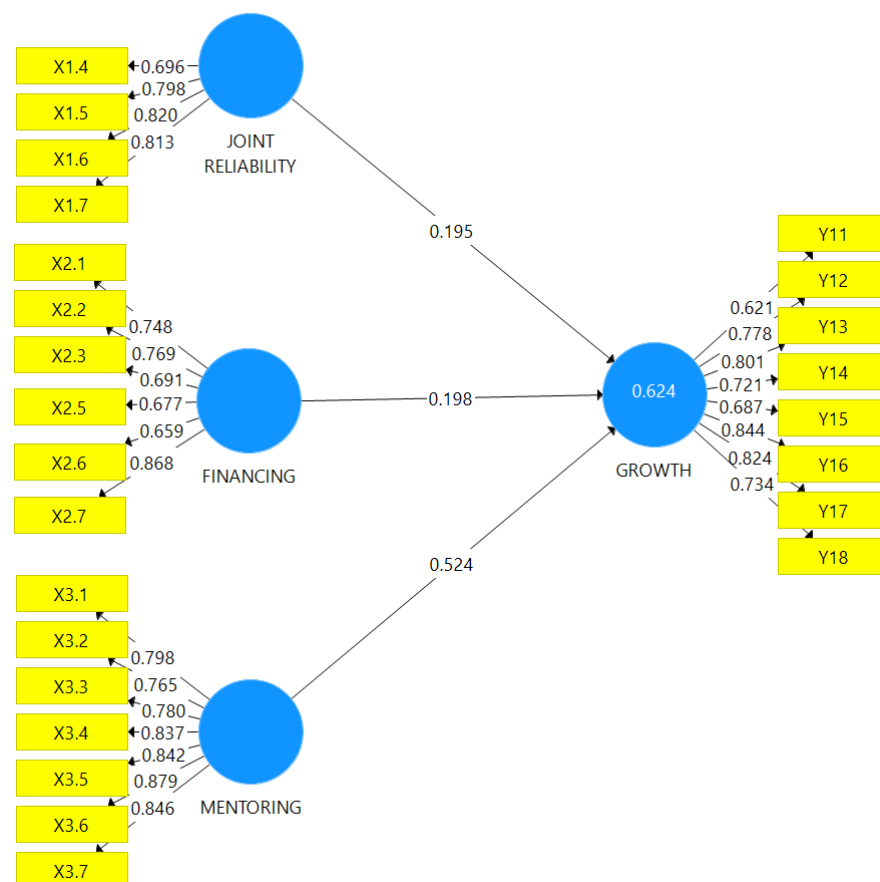 X1.4
0.696
0.798
X1.5
0.820
0.813
X1.6
X1.7
JOINT
RELIABILITY
0.195
X2.1
X2.2
0.748
X2.3
0.769
0.691
X2.5
0.677
0.659
X2.6
0.868
X2.7
FINANCING
0.198
X3.1
X3.2
0.798
X3.3
0.765
0.780
X3.4
0.837
0.842
X3.5
0.879
0.846
X3.6
X3.7
MENTORING
0.524
0.624
GROWTH
Y11
Y12
0.621
Y13
0.778
0.801
Y14
0.721
0.687
Y15
0.844
0.824
Y16
0.734
Y17
Y18